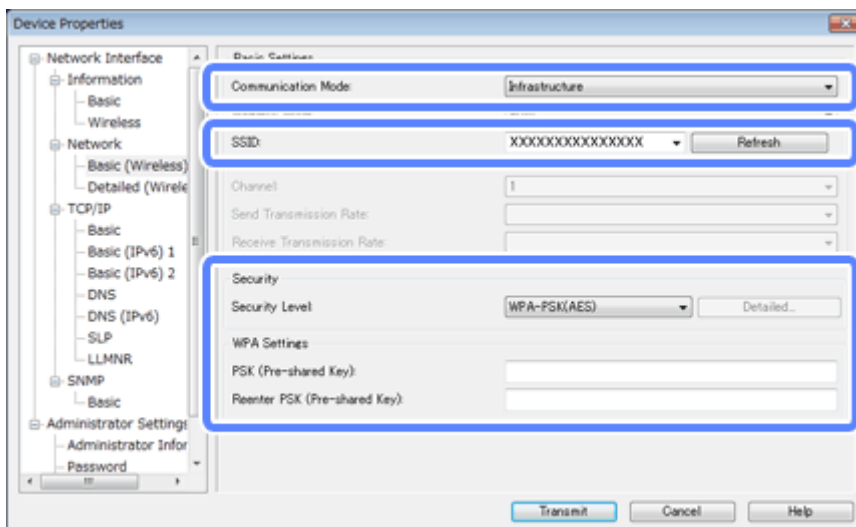 Device Properties
Network Interface
Information
Basic
Wireless
Network
Basic (Wireless)
Detailed (Wirele
TCP/IP
Basic
Basic (IPv6) 1
Basic (IPv6) 2
DNS
DNS (IPv6)
SLP
LLMNR
SNMP
Basic
Administrator Settings
Administrator Infor
Password
Basic Settings
Communication Mode: Infrastructure
SSID: XXXXXXXXXXXXXXX Refresh
Channel: 1
Send Transmission Rate:
Receive Transmission Rate:
Security
Security Level: WPA-PSK(AES) Detailed...
WPA Settings
PSK (Pre-shared Key):
Reenter PSK (Pre-shared Key):
Transmit Cancel Help